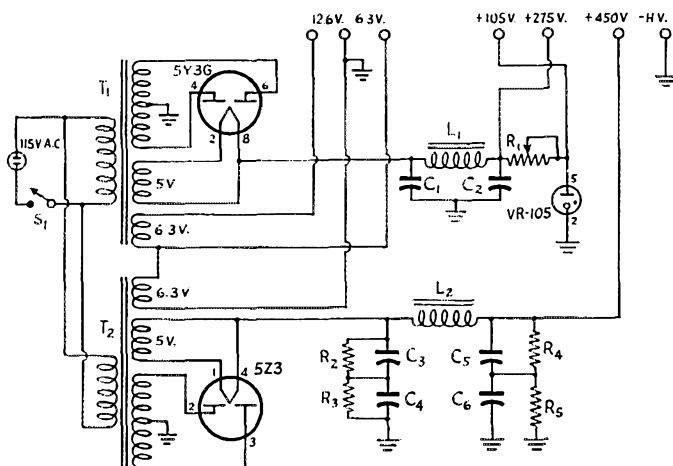 126V. 6 3V. +105V. +275V. +450V -HV.
T1
5Y3G
4 6
2 8
115V A.C
S1
5V
6 3V.
L1
R1
C1 C2
5
VR-105
2
6.3V
T2
5V.
L2
1 4 5Z3
2
3
R2 C3
R3 C4
C5 R4
C6 R5